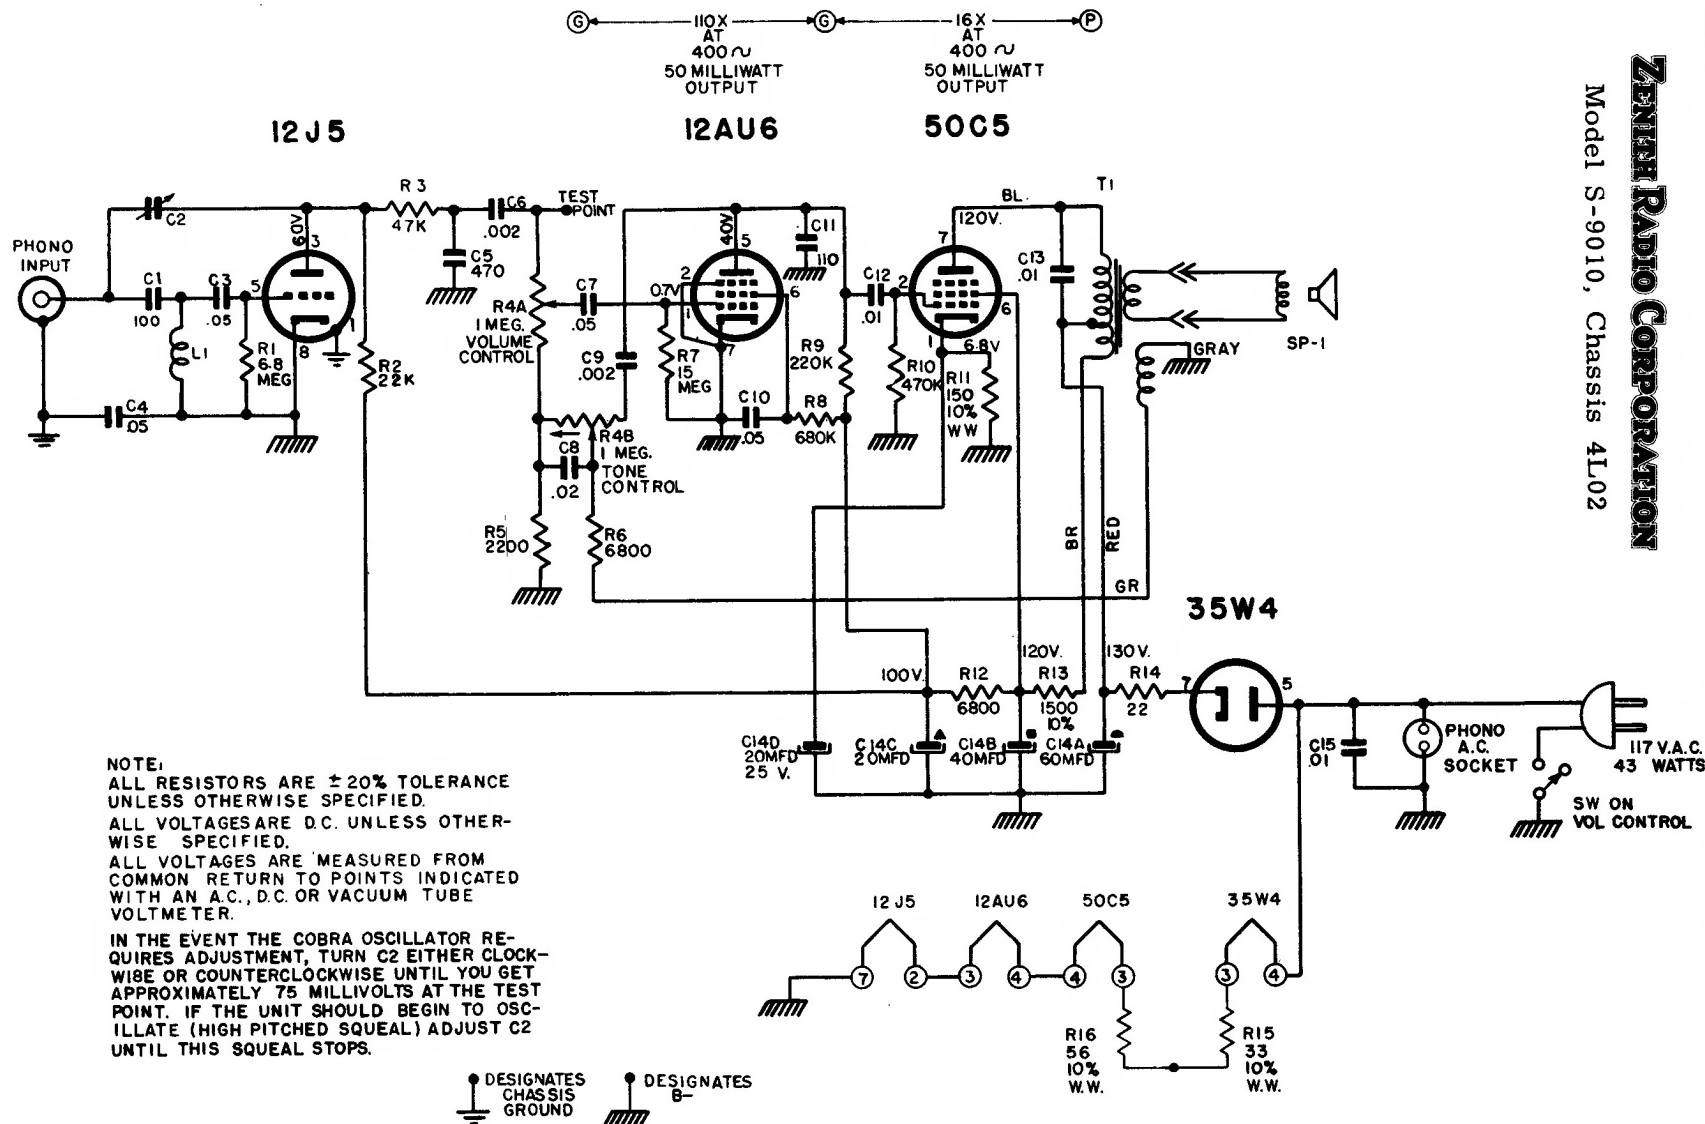 G 110X G 16X P
AT
400 ~
50 MILLIWATT
OUTPUT
AT
400 ~
50 MILLIWATT
OUTPUT
ZENITH RADIO CORPORATION
Model S-9010, Chassis 4L02
12J5
12AU6
50C5
PHONO
INPUT
C2
C1
100
C3
.05
L1
R1
6.8
MEG
C4
.05
60V
3
5
1
8
R2
22K
R3
47K
C5
470
C6
.002
TEST
POINT
R4A
1 MEG.
VOLUME
CONTROL
C7
.05
C9
.002
R4B
1 MEG.
TONE
CONTROL
C8
.02
R5
2200
R6
6800
0.7V
40V
5
2
1
6
7
R7
15
MEG
C10
.05
R8
680K
R9
220K
C11
110
C12
.01
R10
470K
R11
150
10%
WW
BL.
120V.
7
2
6
1
6.8V
C13
.01
T1
GRAY
SP-1
BR
RED
GR
35W4
100V.
R12
6800
120V.
R13
1500
10%
130V.
R14
22
7
5
C14D
20MFD
25 V.
C14C
20MFD
C14B
40MFD
C14A
60MFD
C15
.01
PHONO
A.C.
SOCKET
117 V.A.C.
43 WATTS
SW ON
VOL CONTROL
NOTE:
ALL RESISTORS ARE ±20% TOLERANCE
UNLESS OTHERWISE SPECIFIED.
ALL VOLTAGES ARE D.C. UNLESS OTHER-
WISE SPECIFIED.
ALL VOLTAGES ARE MEASURED FROM
COMMON RETURN TO POINTS INDICATED
WITH AN A.C., D.C. OR VACUUM TUBE
VOLTMETER.
IN THE EVENT THE COBRA OSCILLATOR RE-
QUIRES ADJUSTMENT, TURN C2 EITHER CLOCK-
WISE OR COUNTERCLOCKWISE UNTIL YOU GET
APPROXIMATELY 75 MILLIVOLTS AT THE TEST
POINT. IF THE UNIT SHOULD BEGIN TO OSC-
ILLATE (HIGH PITCHED SQUEAL) ADJUST C2
UNTIL THIS SQUEAL STOPS.
12J5 12AU6 50C5 35W4
7 2 3 4 4 3 3 4
R16
56
10%
W.W.
R15
33
10%
W.W.
DESIGNATES
CHASSIS
GROUND
DESIGNATES
B–